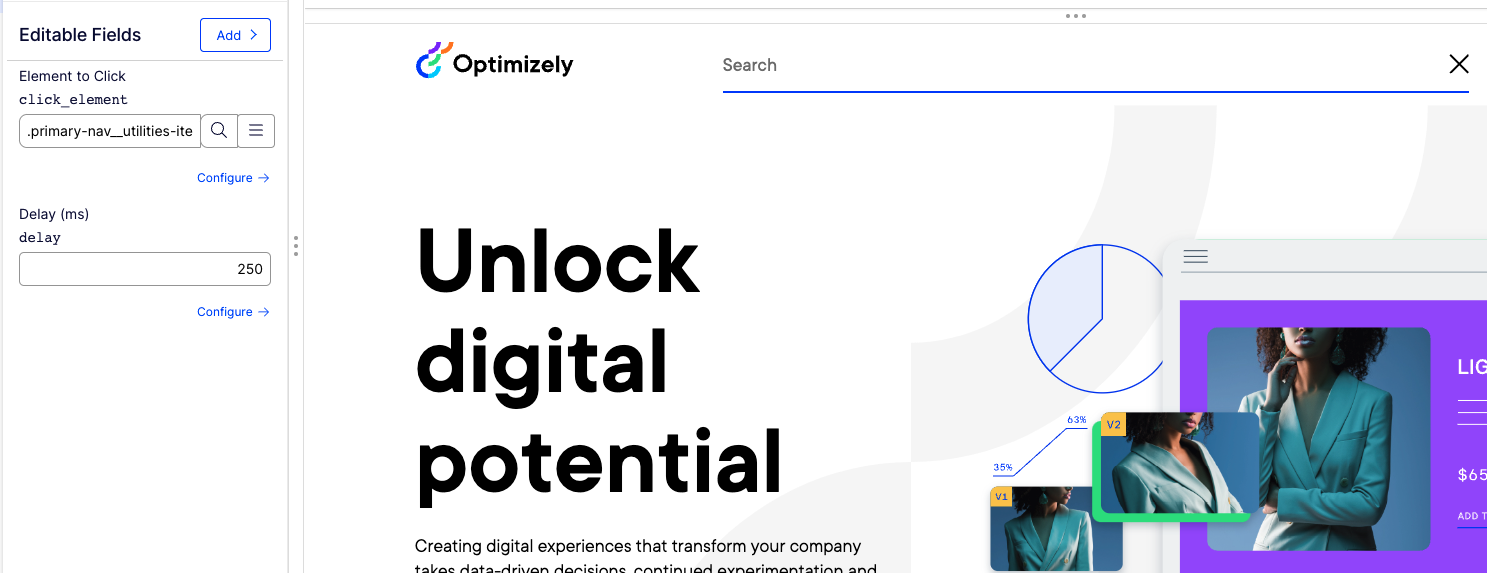 Editable Fields
Add
Element to Click
click_element
.primary-nav__utilities-ite
Configure →
Delay (ms)
delay
250
Configure →
Optimizely
Search
Unlock
digital
potential
Creating digital experiences that transform your company
takes data-driven decisions, continued experimentation and
63%
35%
V2
V1
LIG
$65
ADD T